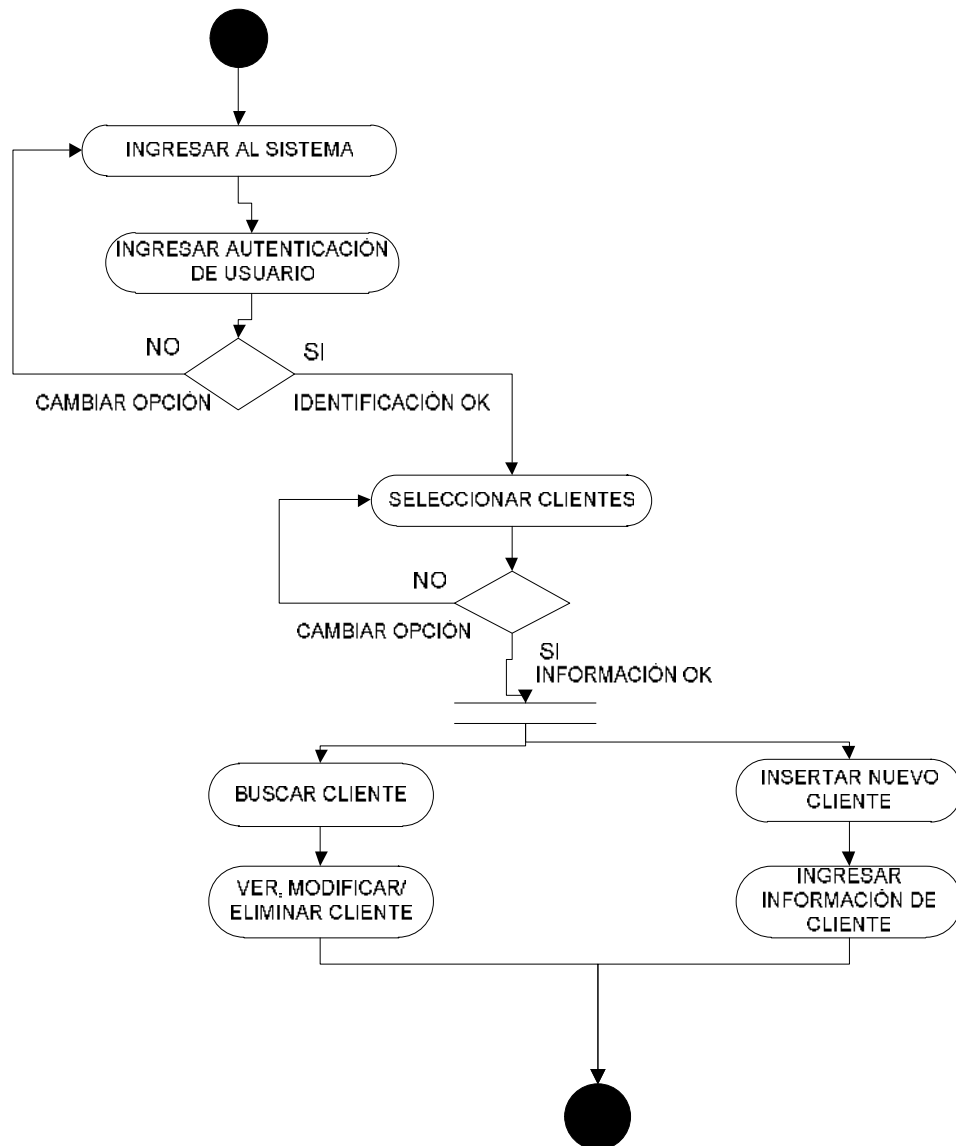 INGRESAR AL SISTEMA
INGRESAR AUTENTICACIÓN
DE USUARIO
NO
SI
CAMBIAR OPCIÓN
IDENTIFICACIÓN OK
SELECCIONAR CLIENTES
NO
CAMBIAR OPCIÓN
SI
INFORMACIÓN OK
BUSCAR CLIENTE
INSERTAR NUEVO
CLIENTE
VER, MODIFICAR/
ELIMINAR CLIENTE
INGRESAR
INFORMACIÓN DE
CLIENTE